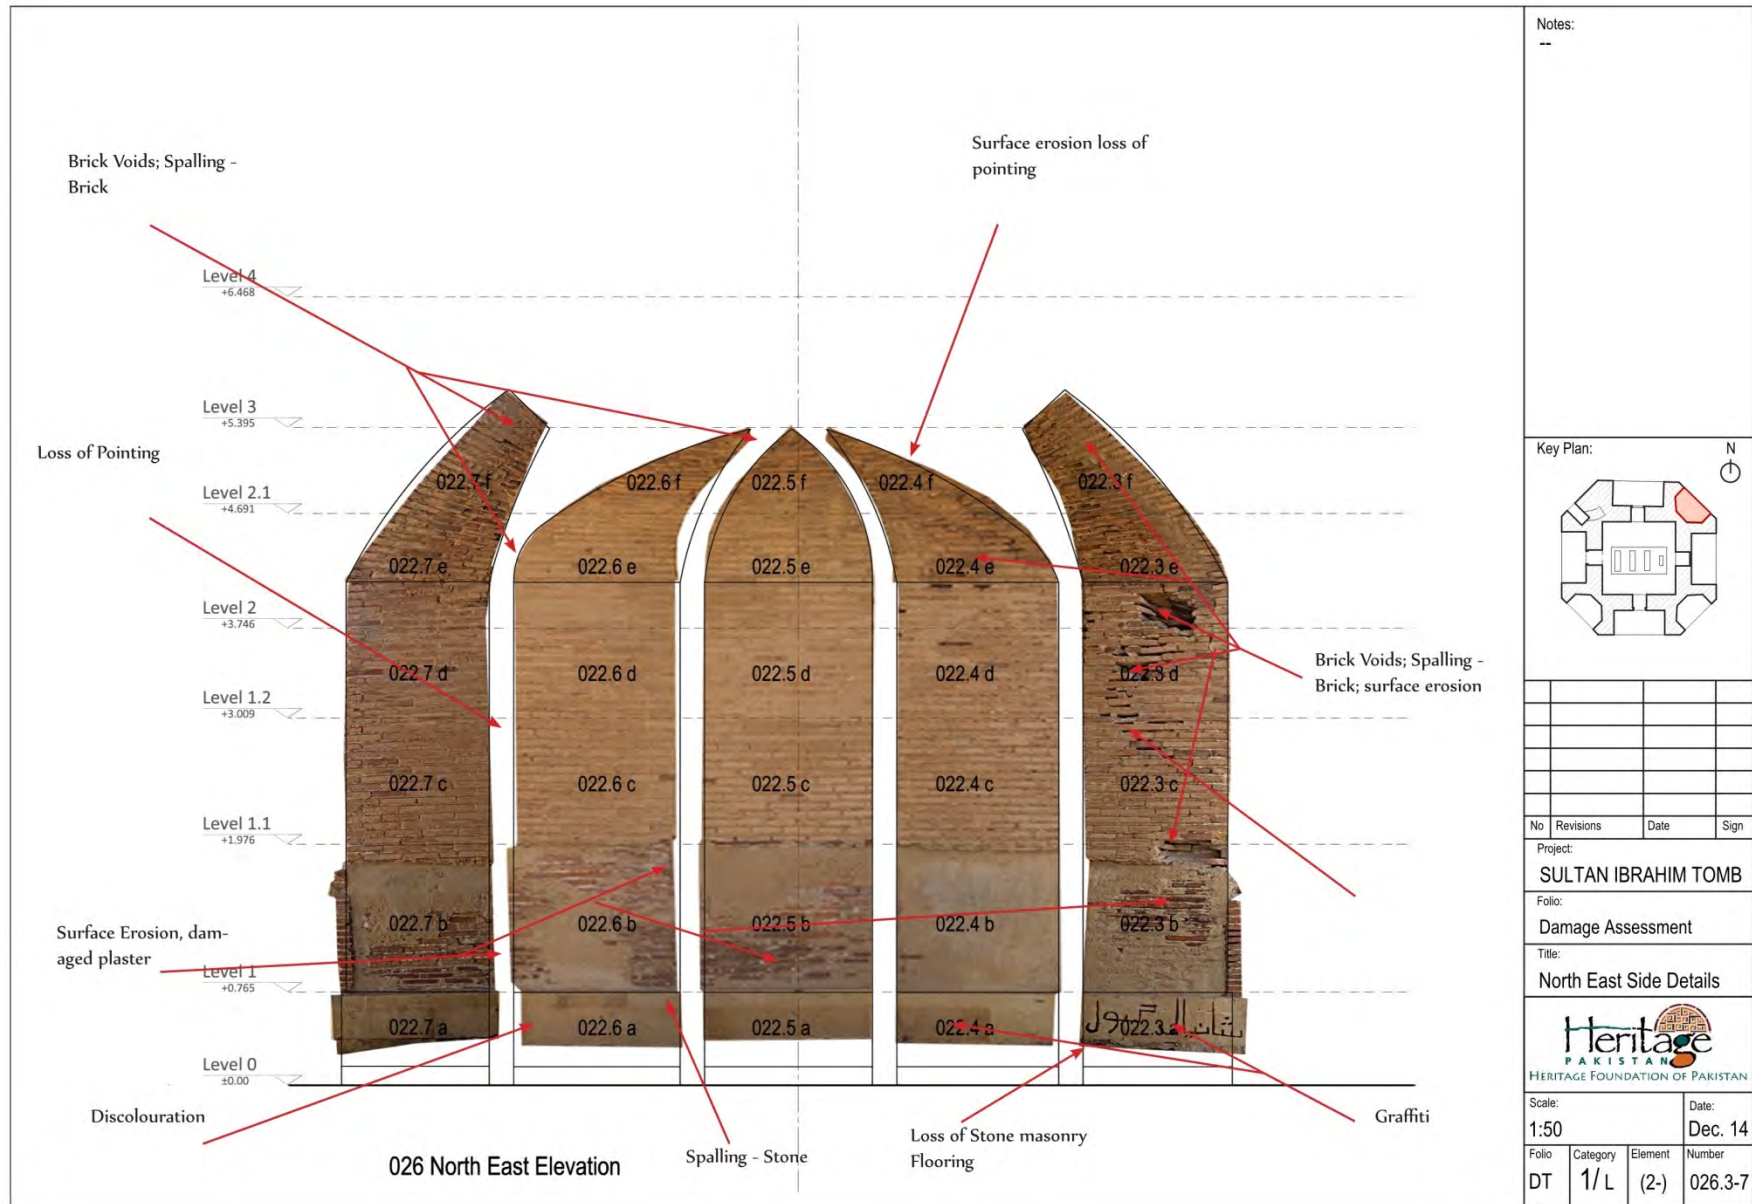 Brick Voids; Spalling -
Brick
Surface erosion loss of
pointing
Level 4
+6.468
Level 3
+5.395
Loss of Pointing
Level 2.1
+4.691
Level 2
+3.746
Level 1.2
+3.009
Level 1.1
+1.976
Level 1
+0.765
Level 0
±0.00
022.7 f
022.6 f
022.5 f
022.4 f
022.3 f
022.7 e
022.6 e
022.5 e
022.4 e
022.3 e
022.7 d
022.6 d
022.5 d
022.4 d
022.3 d
Brick Voids; Spalling -
Brick; surface erosion
022.7 c
022.6 c
022.5 c
022.4 c
022.3 c
022.7 b
022.6 b
022.5 b
022.4 b
022.3 b
Surface Erosion, dam-
aged plaster
022.7 a
022.6 a
022.5 a
022.4 a
022.3 a
Discolouration
Spalling - Stone
Loss of Stone masonry
Flooring
Graffiti
026 North East Elevation
Notes:
--
Key Plan:
N
No Revisions Date Sign
Project:
SULTAN IBRAHIM TOMB
Folio:
Damage Assessment
Title:
North East Side Details
Heritage
PAKISTAN
HERITAGE FOUNDATION OF PAKISTAN
Scale:
1:50
Date:
Dec. 14
Folio Category Element Number
DT 1/ L (2-) 026.3-7